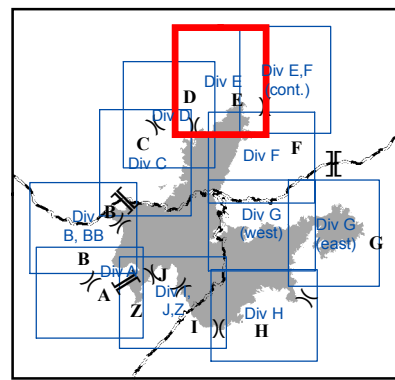 D
Div E
E
Div E,F
(cont.)
Div D
C
Div C
F
Div F
Div
B, BB
B
Div G
(west)
Div G
(east)
G
B
Div A
A
Z
J
Div I,
J,Z
I
Div H
H